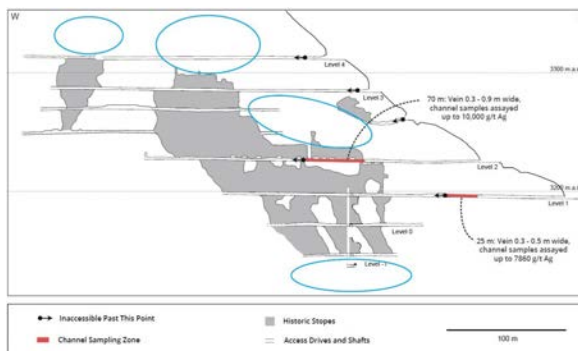 W
Level 4
3300 m.a.s.l.
Level 3
70 m: Vein 0.3 - 0.9 m wide,
channel samples assayed
up to 10,000 g/t Ag
Level 2
3200 m.a.s.l.
Level 1
Level 0
25 m: Vein 0.3 - 0.5 m wide,
channel samples assayed
up to 7860 g/t Ag
Level -1
Inaccessible Past This Point
Historic Stopes
Channel Sampling Zone
Access Drives and Shafts
100 m